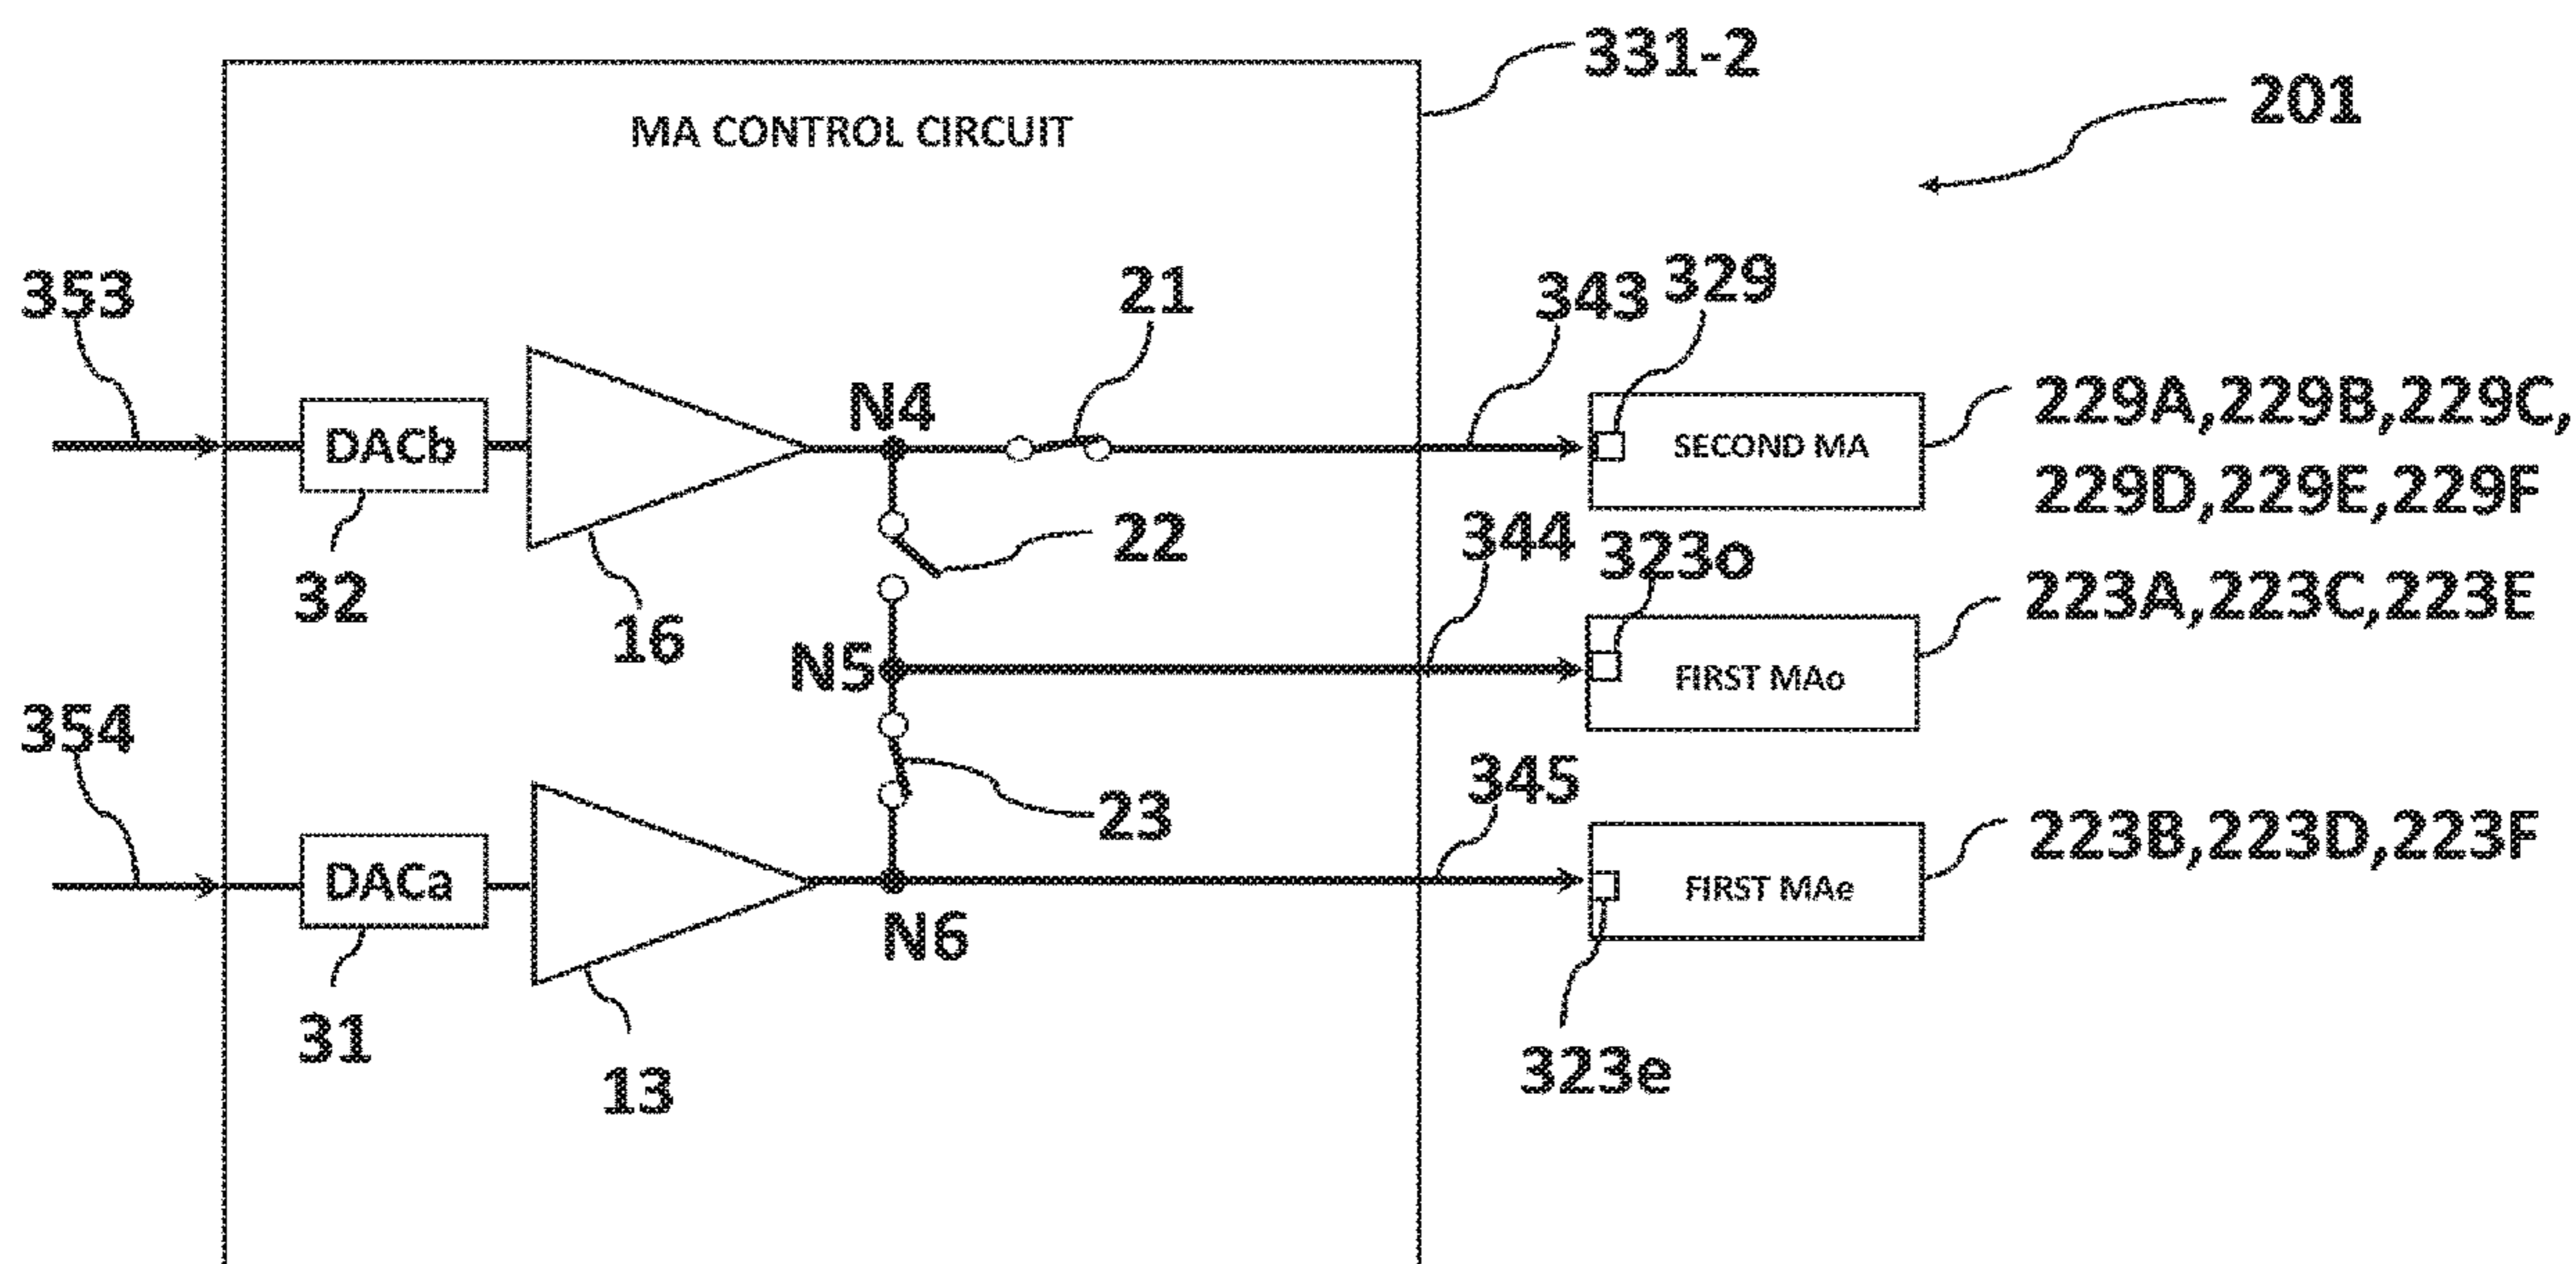 331-2
201
MA CONTROL CIRCUIT
353
21
343
329
N4
DACb
SECOND MA
229A,229B,229C,
229D,229E,229F
22
344
323o
32
16
223A,223C,223E
N5
FIRST MAo
354
23
345
223B,223D,223F
DACa
N6
FIRST MAe
31
13
323e